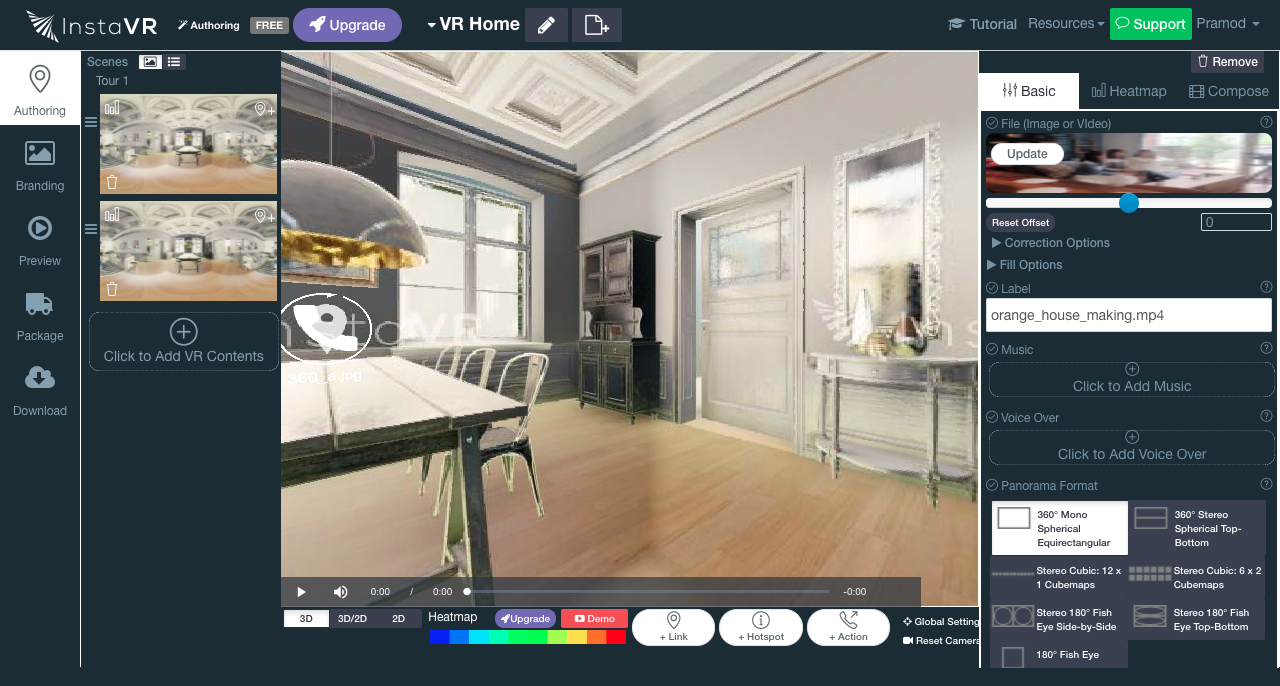 InstaVR
Authoring
FREE
Upgrade
VR Home
Tutorial
Resources
Support
Pramod
Authoring
Branding
Preview
Package
Download
Scenes
Tour 1
Click to Add VR Contents
InstaVR
Ins
360_a.jpg
0:00
/
0:00
-0:00
3D
3D/2D
2D
Heatmap
Upgrade
Demo
+ Link
+ Hotspot
+ Action
Global Setting
Reset Camera
Remove
Basic
Heatmap
Compose
File (Image or VIdeo)
Update
Reset Offset
0
Correction Options
Fill Options
Label
orange_house_making.mp4
Music
Click to Add Music
Voice Over
Click to Add Voice Over
Panorama Format
360° Mono
Spherical
Equirectangular
360° Stereo
Spherical Top-
Bottom
Stereo Cubic: 12 x
1 Cubemaps
Stereo Cubic: 6 x 2
Cubemaps
Stereo 180° Fish
Eye Side-by-Side
Stereo 180° Fish
Eye Top-Bottom
180° Fish Eye